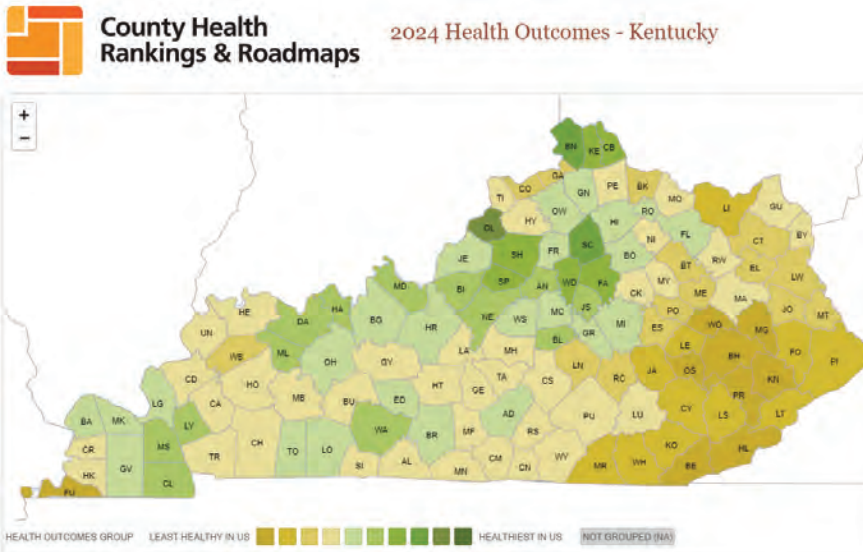 County Health
Rankings & Roadmaps
2024 Health Outcomes - Kentucky
+
−
BN KE CB
GA
TI CO GN PE BK
MO LI
OW GU
HY HI RO
OL FL BY
NI
JE SH FR SC CT
BO
RW
BT EL
MD SP WD FA MY LW
BI AN CK ME MA
HA JO
HE DA NE WS MC JS PO MT
UN BG HR GR MI ES WO MG
BL
LE
ML OH LA MH BH FO
WB GY PI
LN JA OS
CD HO TA CS RC KN
HT GE
MB BU PR
LG ED CY LS LT
CA AD PU LU
BA MK LY
MS WA BR MF RS KO HL
CR CH
TR TO LO CM WY
HK GV SI AL CN MR WH BE
CL MN
FU
HEALTH OUTCOMES GROUP LEAST HEALTHY IN US HEALTHIEST IN US NOT GROUPED (NA)